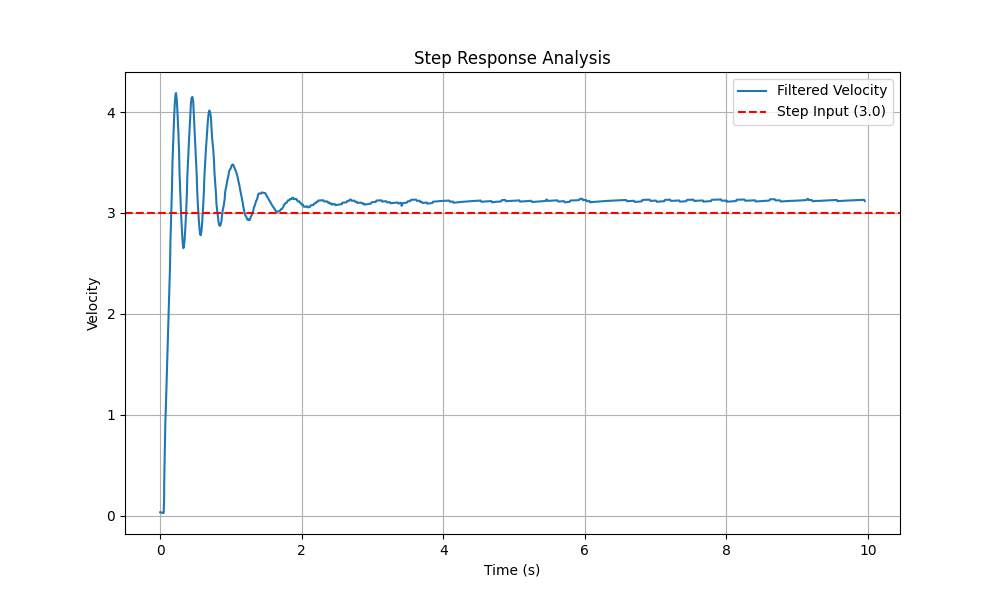 Step Response Analysis
Filtered Velocity
Step Input (3.0)
Velocity
4
3
2
1
0
0 2 4 6 8 10
Time (s)